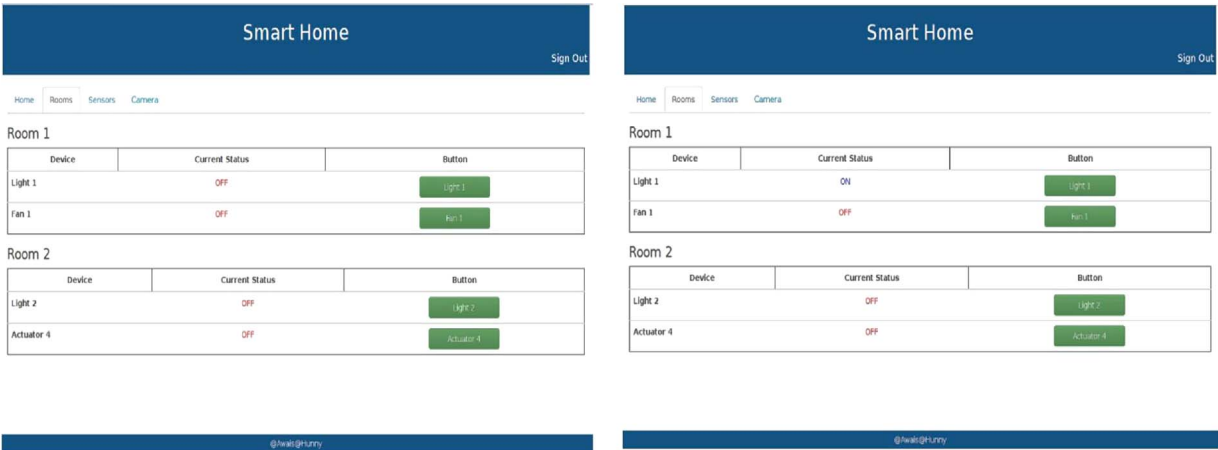 Smart Home
Sign Out
Home Rooms Sensors Camera
Room 1
Device Current Status Button
Light 1 OFF Light 1
Fan 1 OFF Fan 1
Room 2
Device Current Status Button
Light 2 OFF Light 2
Actuator 4 OFF Actuator 4
@Awais@Hunny
Smart Home
Sign Out
Home Rooms Sensors Camera
Room 1
Device Current Status Button
Light 1 ON Light 1
Fan 1 OFF Fan 1
Room 2
Device Current Status Button
Light 2 OFF Light 2
Actuator 4 OFF Actuator 4
@Awais@Hunny